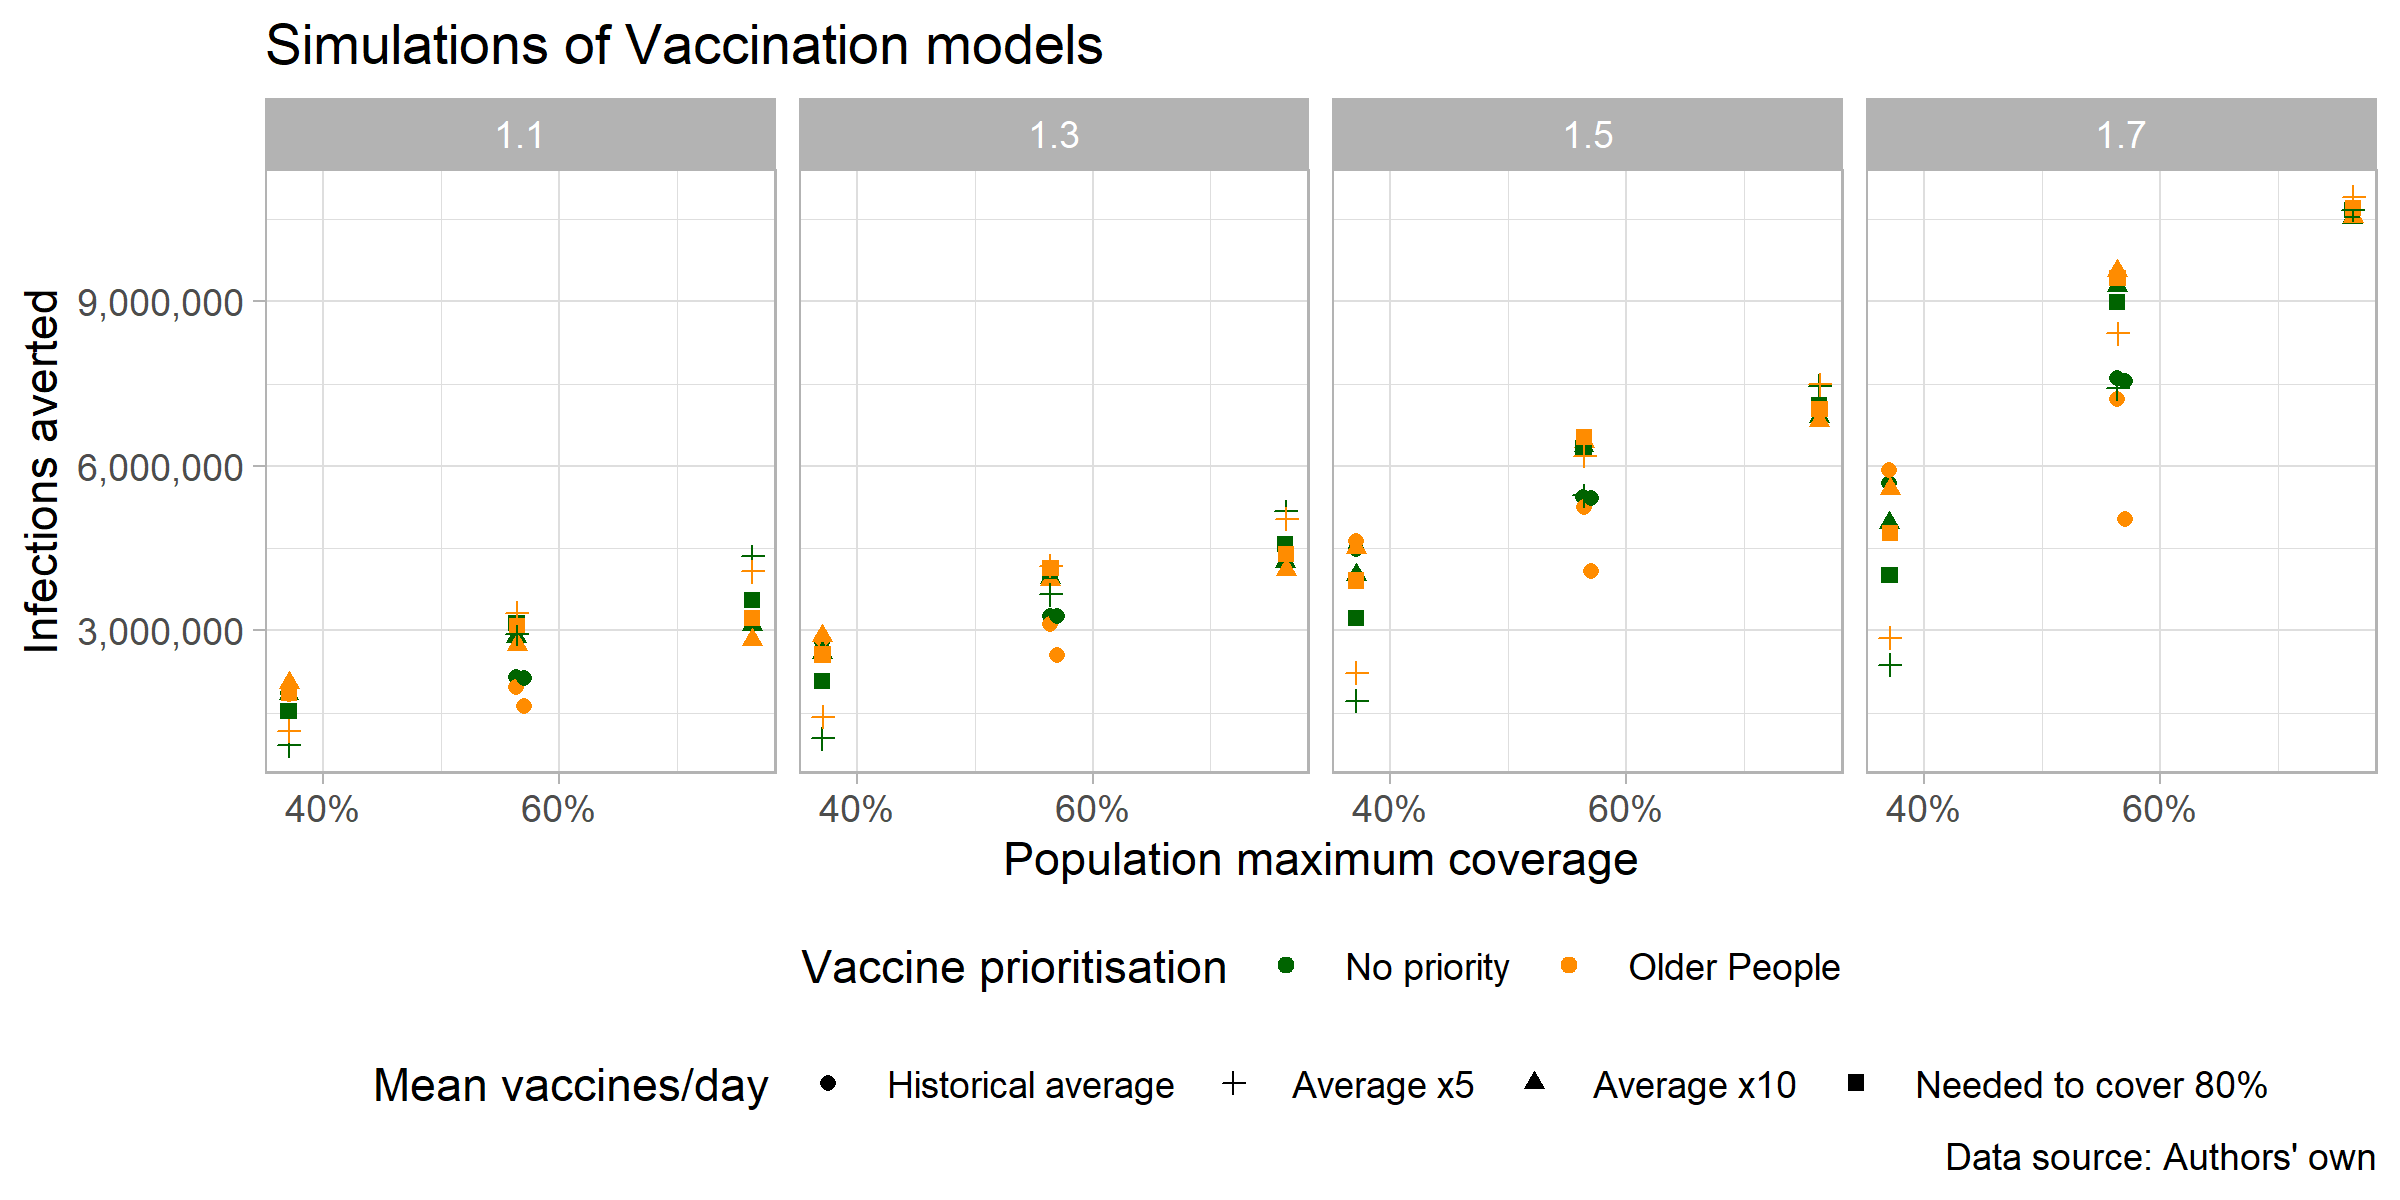 Simulations of Vaccination models
1.1 1.3 1.5 1.7
Infections averted
9,000,000
6,000,000
3,000,000
40% 60% 40% 60% 40% 60% 40% 60%
Population maximum coverage
Vaccine prioritisation No priority Older People
Mean vaccines/day Historical average Average x5 Average x10 Needed to cover 80%
Data source: Authors' own